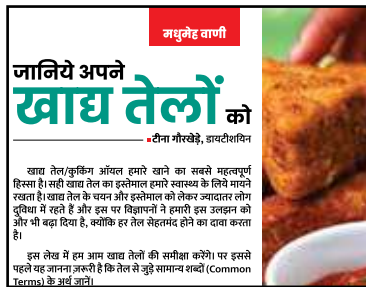 मधुमेह वाणी
जानिये अपने
खाद्य तेलों को
▪टीना गौरखेड़े, डायटीशयिन
खाद्य तेल/कुकिंग ऑयल हमारे खाने का सबसे महत्वपूर्ण
हिस्सा है। सही खाद्य तेल का इस्तेमाल हमारे स्वास्थ्य के लिये मायने
रखता है। खाद्य तेल के चयन और इस्तेमाल को लेकर ज्यादातर लोग
दुविधा में रहते हैं और इस पर विज्ञापनों ने हमारी इस उलझन को
और भी बढ़ा दिया है, क्योंकि हर तेल सेहतमंद होने का दावा करता
है।
इस लेख में हम आम खाद्य तेलों की समीक्षा करेंगे। पर इससे
पहले यह जानना ज़रूरी है कि तेल से जुड़े सामान्य शब्दों (Common
Terms) के अर्थ जानें।